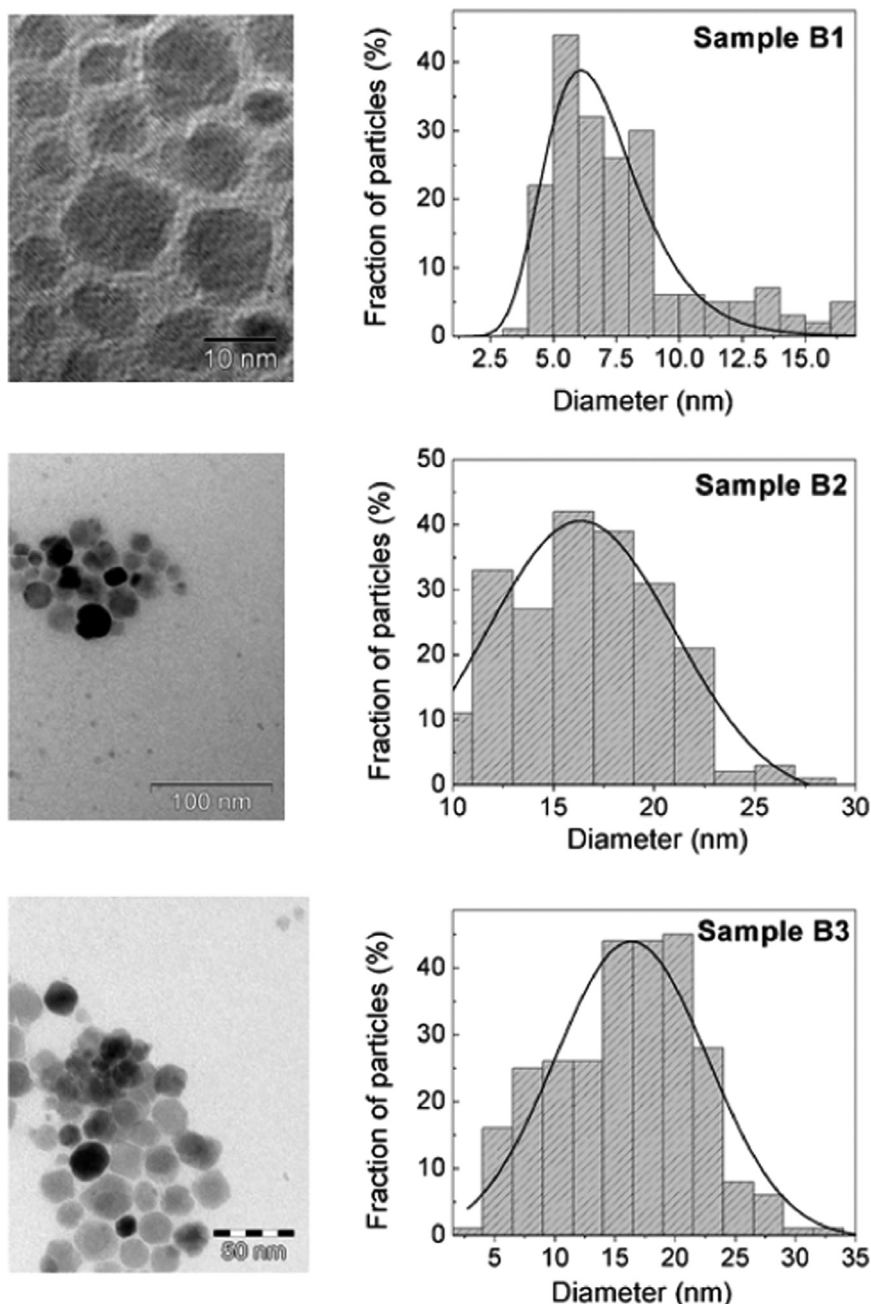 10 nm
Sample B1
Fraction of particles (%)
40
30
20
10
0
2.5 5.0 7.5 10.0 12.5 15.0
Diameter (nm)
100 nm
Sample B2
Fraction of particles (%)
50
40
30
20
10
0
10 15 20 25 30
Diameter (nm)
50 nm
Sample B3
Fraction of particles (%)
40
30
20
10
0
5 10 15 20 25 30 35
Diameter (nm)